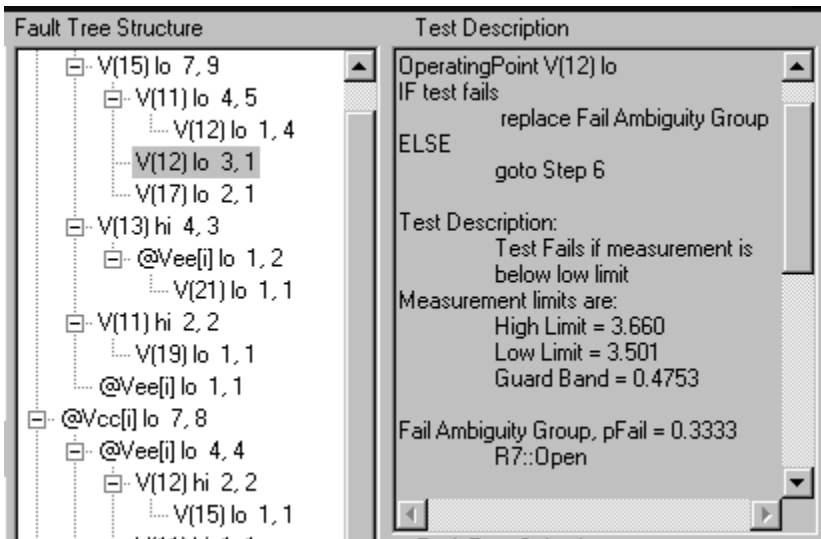 Fault Tree Structure
V(15) lo 7, 9
V(11) lo 4, 5
V(12) lo 1, 4
V(12) lo 3, 1
V(17) lo 2, 1
V(13) hi 4, 3
@Vee[i] lo 1, 2
V(21) lo 1, 1
V(11) hi 2, 2
V(19) lo 1, 1
@Vee[i] lo 1, 1
@Vcc[i] lo 7, 8
@Vee[i] lo 4, 4
V(12) hi 2, 2
V(15) lo 1, 1
Test Description
OperatingPoint V(12) lo
IF test fails
replace Fail Ambiguity Group
ELSE
goto Step 6
Test Description:
Test Fails if measurement is
below low limit
Measurement limits are:
High Limit = 3.660
Low Limit = 3.501
Guard Band = 0.4753
Fail Ambiguity Group, pFail = 0.3333
R7::Open